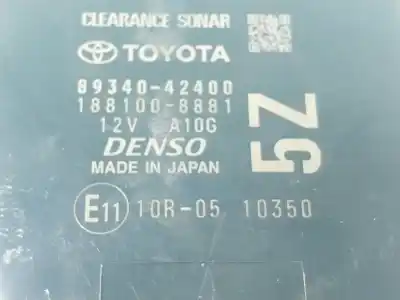 CLEARANCE SONAR
TOYOTA
89340-42400
188100-8881
12V A10G
DENSO
MADE IN JAPAN
5Z
E11 10R-05 10350